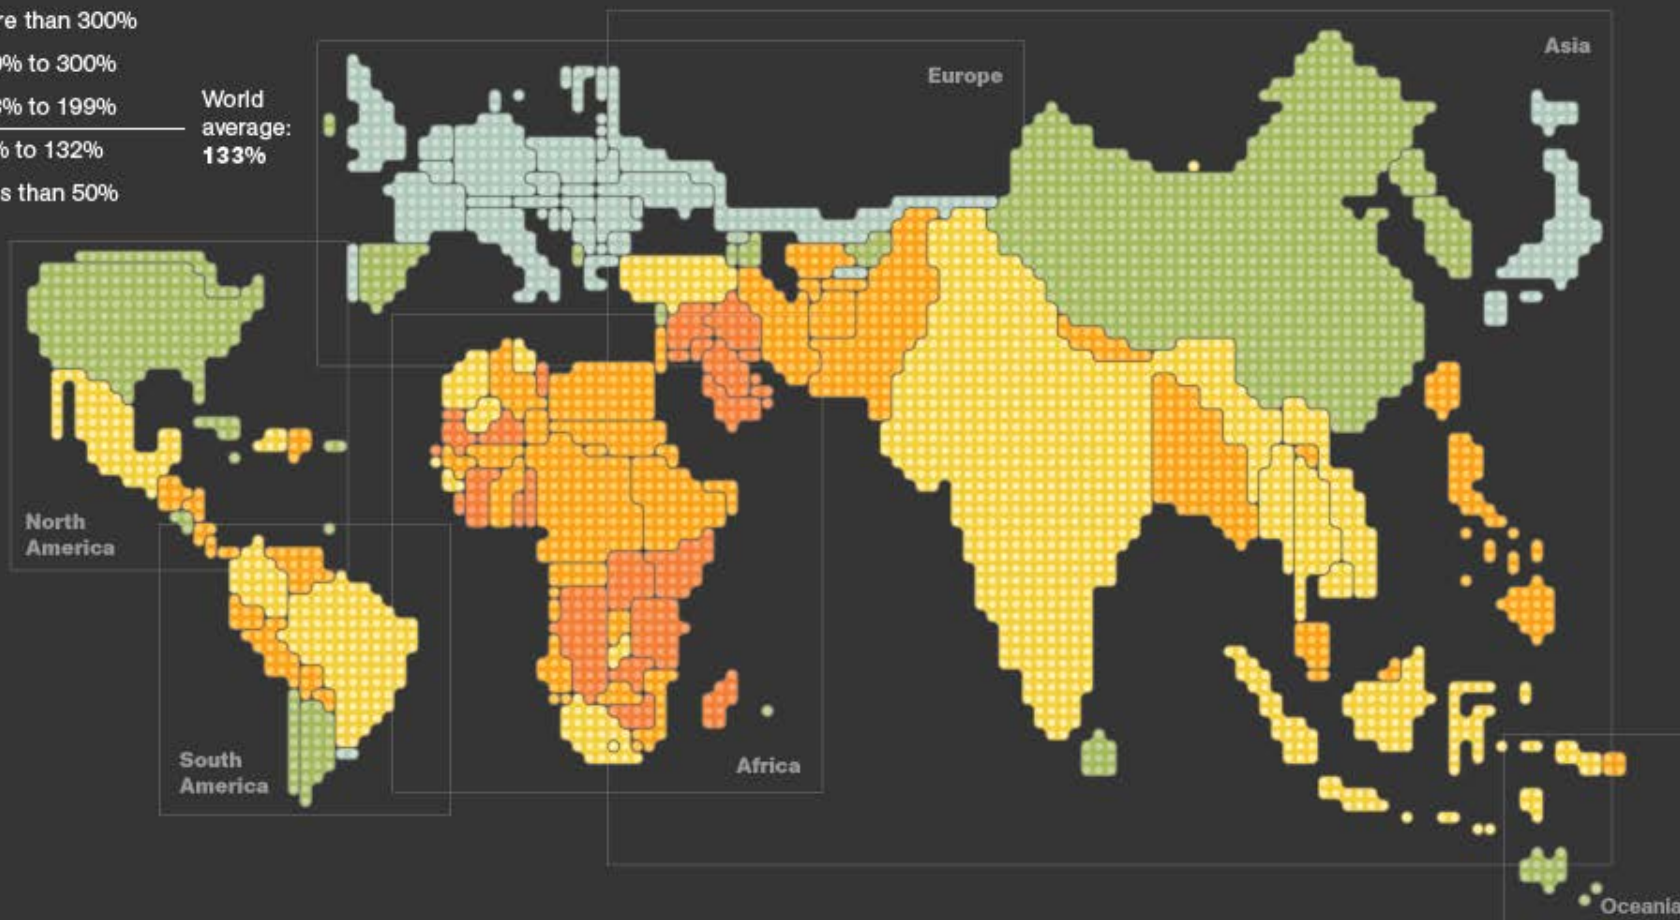 than 300%
to 300%
to 199%
to 132%
than 50%
World
average:
133%
Europe
Asia
North
America
South
America
Africa
Oceania